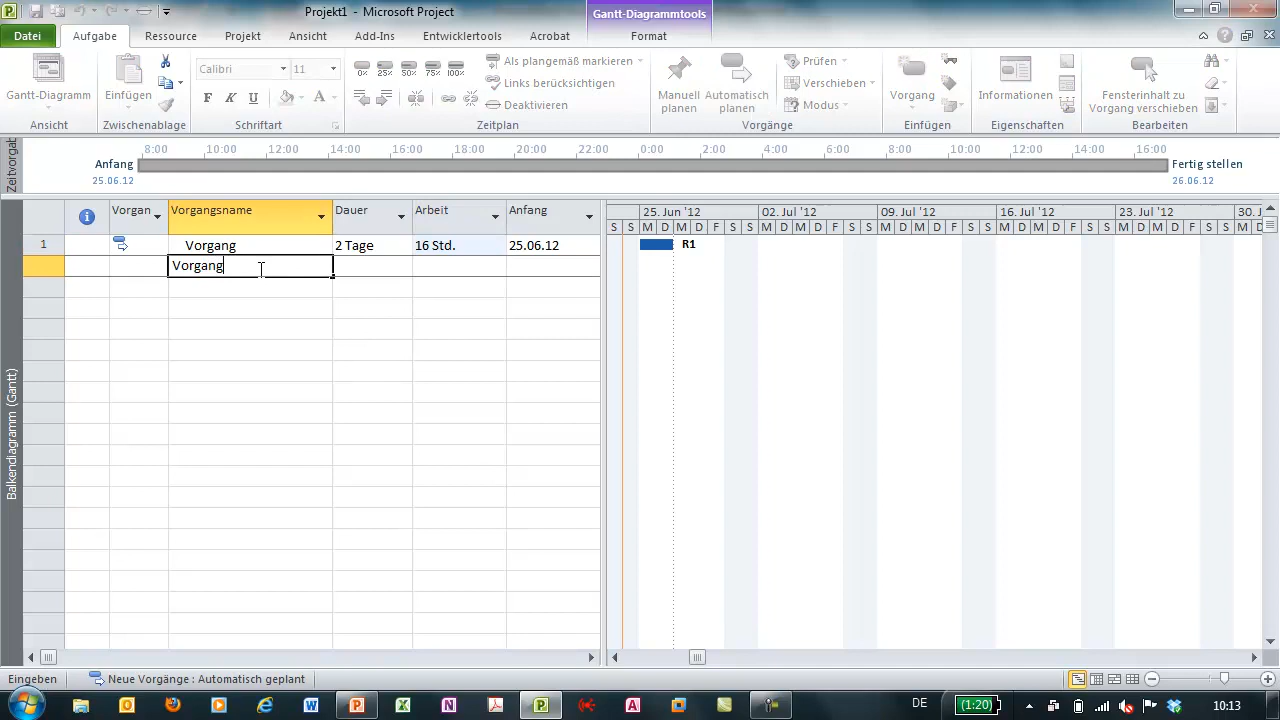 Projekt1 - Microsoft Project
Gantt-Diagrammtools
Datei Aufgabe Ressource Projekt Ansicht Add-Ins Entwicklertools Acrobat Format
Calibri 11
Als plangemäß markieren
Prüfen
0% 25% 50% 75% 100%
Links berücksichtigen
Verschieben
F K U A
Deaktivieren
Modus
Gantt-Diagramm
Einfügen
Manuell planen
Automatisch planen
Vorgang
Informationen
Fensterinhalt zu Vorgang verschieben
Ansicht Zwischenablage Schriftart Zeitplan Vorgänge Einfügen Eigenschaften Bearbeiten
8:00 10:00 12:00 14:00 16:00 18:00 20:00 22:00 0:00 2:00 4:00 6:00 8:00 10:00 12:00 14:00 16:00
Zeitvorgab
Anfang
25.06.12
Fertig stellen
26.06.12
Vorgan Vorgangsname Dauer Arbeit Anfang
25. Jun '12 02. Jul '12 09. Jul '12 16. Jul '12 23. Jul '12 30. J
S S M D M D F S S M D M D F S S M D M D F S S M D M D F S S M D M D F S S M D
1 Vorgang 2 Tage 16 Std. 25.06.12 R1
Vorgang
Balkendiagramm (Gantt)
Eingeben Neue Vorgänge : Automatisch geplant
DE (1:20) 10:13